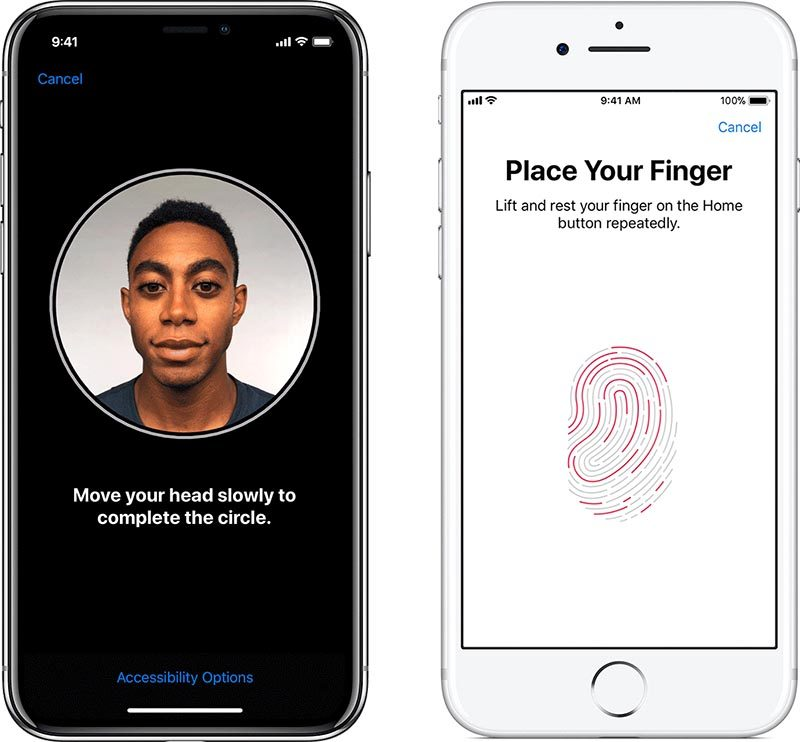 9:41
Cancel
Move your head slowly to
complete the circle.
Accessibility Options
9:41 AM
100%
Cancel
Place Your Finger
Lift and rest your finger on the Home
button repeatedly.